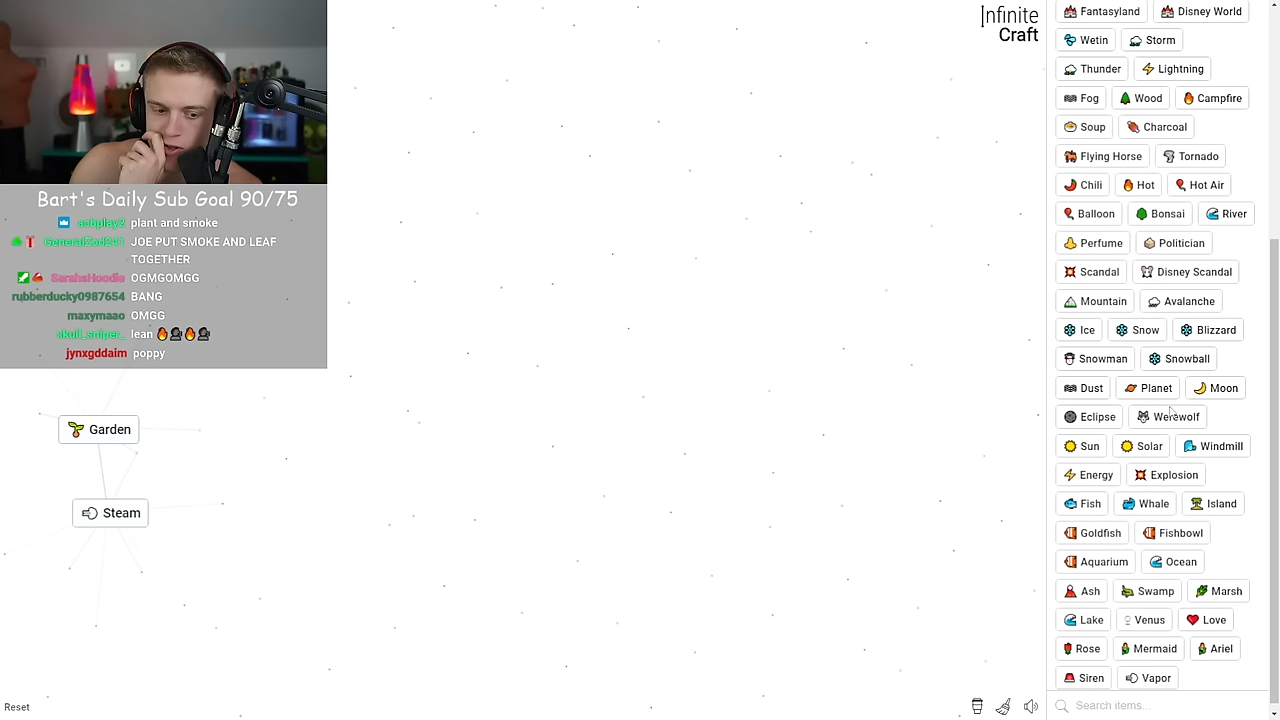 Infinite
Craft
Bart's Daily Sub Goal 90/75
plant and smoke
GeneralZod241 JOE PUT SMOKE AND LEAF
TOGETHER
SarahsHoodie OGMGOMGG
rubberducky0987654 BANG
maxymaao OMGG
skull_sniper_ lean
jynxgddaim poppy
Garden
Steam
Reset
Fantasyland Disney World
Wetin Storm
Thunder Lightning
Fog Wood Campfire
Soup Charcoal
Flying Horse Tornado
Chili Hot Hot Air
Balloon Bonsai River
Perfume Politician
Scandal Disney Scandal
Mountain Avalanche
Ice Snow Blizzard
Snowman Snowball
Dust Planet Moon
Eclipse Werewolf
Sun Solar Windmill
Energy Explosion
Fish Whale Island
Goldfish Fishbowl
Aquarium Ocean
Ash Swamp Marsh
Lake Venus Love
Rose Mermaid Ariel
Siren Vapor
Search items...